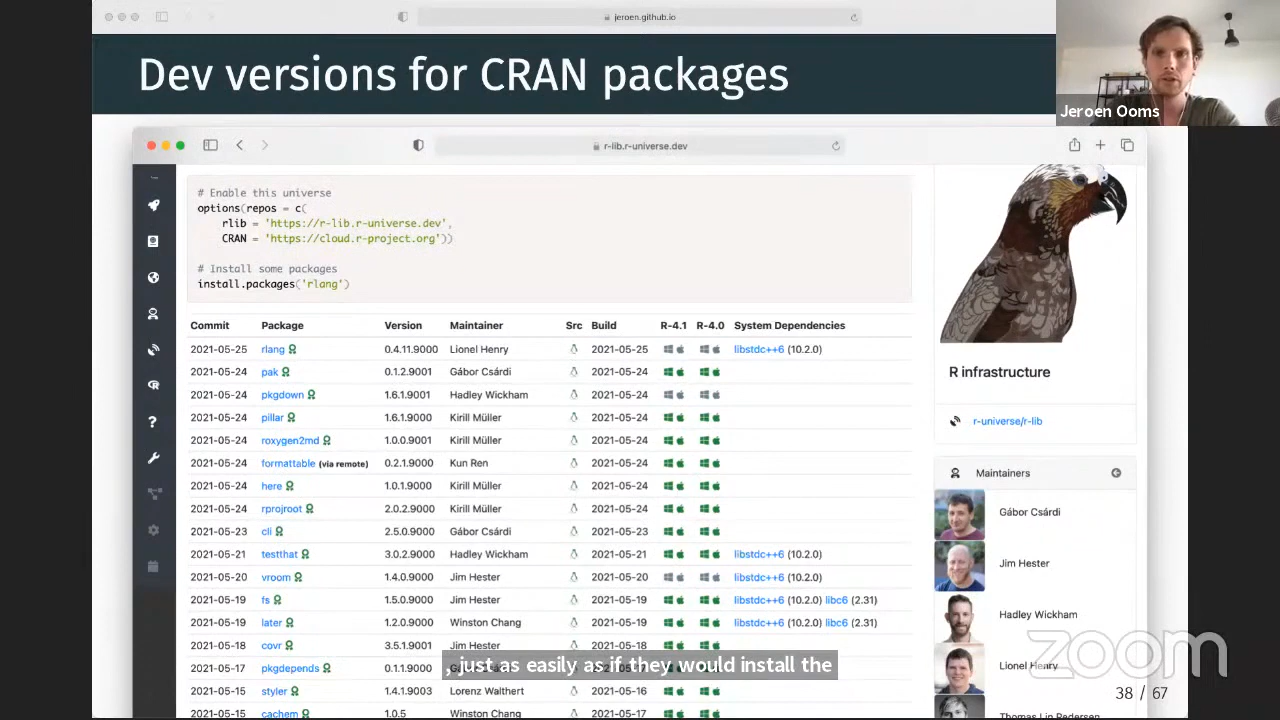 jeroen.github.io
Dev versions for CRAN packages
Jeroen Ooms
r-lib.r-universe.dev
# Enable this universe
options(repos = c(
rlib = 'https://r-lib.r-universe.dev',
CRAN = 'https://cloud.r-project.org'))
# Install some packages
install.packages('rlang')
Commit Package Version Maintainer Src Build R-4.1 R-4.0 System Dependencies
2021-05-25 rlang 0.4.11.9000 Lionel Henry 2021-05-25 libstdc++6 (10.2.0)
2021-05-24 pak 0.1.2.9001 Gábor Csárdi 2021-05-24
2021-05-24 pkgdown 1.6.1.9001 Hadley Wickham 2021-05-24
2021-05-24 pillar 1.6.1.9000 Kirill Müller 2021-05-24
2021-05-24 roxygen2md 1.0.0.9001 Kirill Müller 2021-05-24
2021-05-24 formattable (via remote) 0.2.1.9000 Kun Ren 2021-05-24
2021-05-24 here 1.0.1.9000 Kirill Müller 2021-05-24
2021-05-24 rprojroot 2.0.2.9000 Kirill Müller 2021-05-24
2021-05-23 cli 2.5.0.9000 Gábor Csárdi 2021-05-23
2021-05-21 testthat 3.0.2.9000 Hadley Wickham 2021-05-21 libstdc++6 (10.2.0)
2021-05-20 vroom 1.4.0.9000 Jim Hester 2021-05-20 libstdc++6 (10.2.0)
2021-05-19 fs 1.5.0.9000 Jim Hester 2021-05-19 libstdc++6 (10.2.0) libc6 (2.31)
2021-05-19 later 1.2.0.9000 Winston Chang 2021-05-19 libstdc++6 (10.2.0) libc6 (2.31)
2021-05-18 covr 3.5.1.9001 Jim Hester 2021-05-18
2021-05-17 pkgdepends 0.1.1.9000 2021-05-17
2021-05-15 styler 1.4.1.9003 Lorenz Walthert 2021-05-16
2021-05-15 cachem 1.0.5 Winston Chang 2021-05-17
R infrastructure
r-universe/r-lib
Maintainers
Gábor Csárdi
Jim Hester
Hadley Wickham
Lionel Henry
Thomas Lin Pedersen
, just as easily as if they would install the
zoom
38 / 67